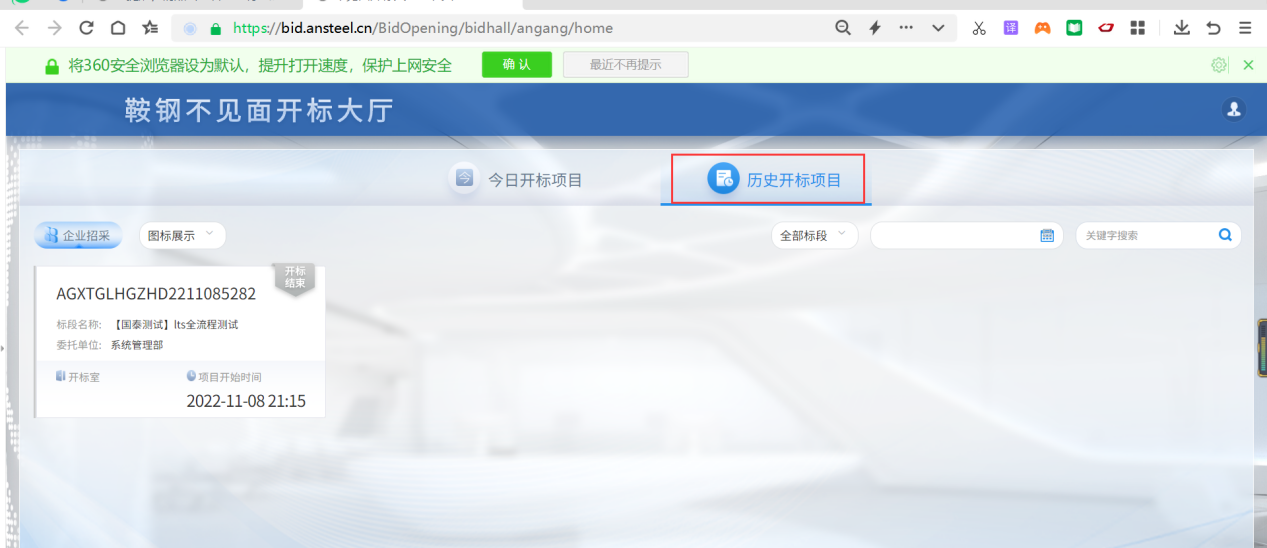 https://bid.ansteel.cn/BidOpening/bidhall/angang/home
译
将360安全浏览器设为默认，提升打开速度，保护上网安全
确 认
最近不再提示
鞍钢不见面开标大厅
今
今日开标项目
历史开标项目
企业招采
图标展示
全部标段
关键字搜索
开标
结束
AGXTGLHGZHD2211085282
标段名称: 【国泰测试】lts全流程测试
委托单位: 系统管理部
开标室
项目开始时间
2022-11-08 21:15